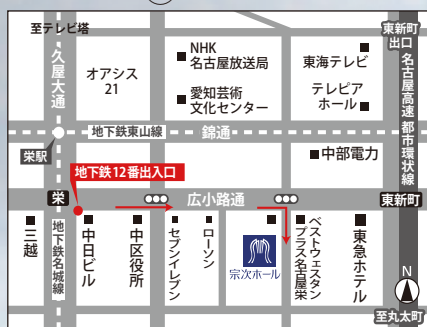 至テレビ塔
久屋大通
オアシス
21
NHK
名古屋放送局
愛知芸術
文化センター
東海テレビ
テレピア
ホール
東新町
出口
名古屋高速都市環状線
地下鉄東山線
錦通
栄駅
中部電力
地下鉄12番出入口
栄
広小路通
東新町
三越
地下鉄名城線
中日ビル
中区役所
セブンイレブン
ローソン
宗次ホール
ベストウェスタン
プラス名古屋栄
東急ホテル
N
至丸太町